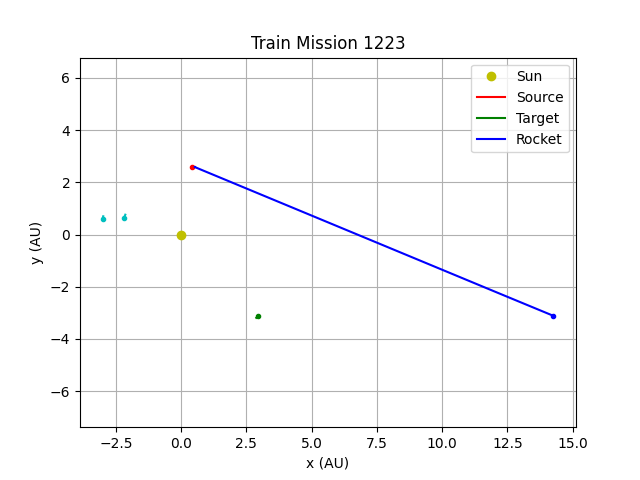 Train Mission 1223
Sun
Source
Target
Rocket
y (AU)
6
4
2
0
−2
−4
−6
−2.5
0.0
2.5
5.0
7.5
10.0
12.5
15.0
x (AU)